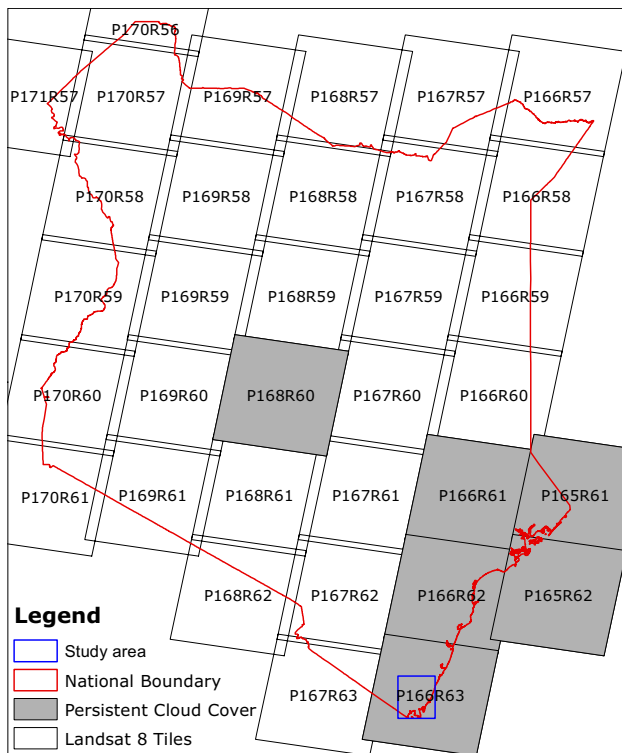 P170R56
P171R57
P170R57
P169R57
P168R57
P167R57
P166R57
P170R58
P169R58
P168R58
P167R58
P166R58
P170R59
P169R59
P168R59
P167R59
P166R59
P170R60
P169R60
P168R60
P167R60
P166R60
P170R61
P169R61
P168R61
P167R61
P166R61
P165R61
P168R62
P167R62
P166R62
P165R62
P167R63
P166R63
Legend
Study area
National Boundary
Persistent Cloud Cover
Landsat 8 Tiles